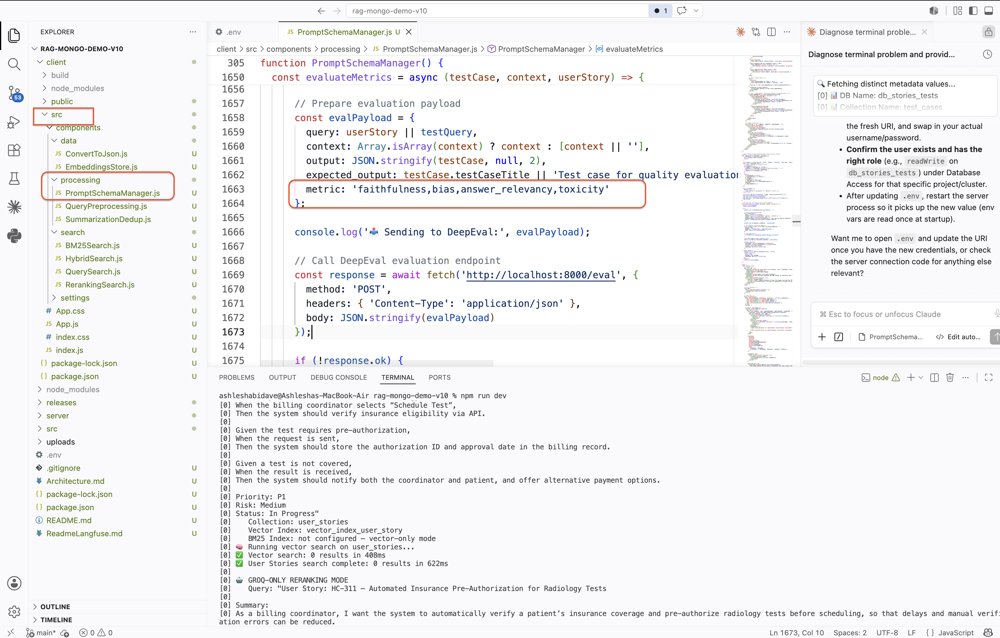 rag-mongo-demo-v10
1
EXPLORER
RAG-MONGO-DEMO-V10
client
build
node_modules
public
src
components
data
JS ConvertToJson.js U
JS EmbeddingsStore.js U
processing
JS PromptSchemaManager.js U
JS QueryPreprocessing.js U
JS SummarizationDedup.js U
search
JS BM25Search.js U
JS HybridSearch.js U
JS QuerySearch.js U
JS RerankingSearch.js U
settings
# App.css U
JS App.js U
# index.css U
JS index.js U
{} package-lock.json U
{} package.json U
node_modules
releases
server
src
uploads
.env
.gitignore U
Architecture.md U
{} package-lock.json U
{} package.json U
README.md U
ReadmeLangfuse.md U
OUTLINE
TIMELINE
53
.env
JS PromptSchemaManager.js U
client > src > components > processing > JS PromptSchemaManager.js > PromptSchemaManager > evaluateMetrics
305 function PromptSchemaManager() {
1650 const evaluateMetrics = async (testCase, context, userStory) => {
1656
1657 // Prepare evaluation payload
1658 const evalPayload = {
1659 query: userStory || testQuery,
1660 context: Array.isArray(context) ? context : [context || ''],
1661 output: JSON.stringify(testCase, null, 2),
1662 expected_output: testCase.testCaseTitle || 'Test case for quality evaluation
1663 metric: 'faithfulness,bias,answer_relevancy,toxicity'
1664 };
1665
1666 console.log('📤 Sending to DeepEval:', evalPayload);
1667
1668 // Call DeepEval evaluation endpoint
1669 const response = await fetch('http://localhost:8000/eval', {
1670 method: 'POST',
1671 headers: { 'Content-Type': 'application/json' },
1672 body: JSON.stringify(evalPayload)
1673 });
1674
1675 if (!response.ok) {
Diagnose terminal proble...
Diagnose terminal problem and provid...
🔍 Fetching distinct metadata values...
[0] 📊 DB Name: db_stories_tests
[0] 📊 Collection Name: test_cases
the fresh URI, and swap in your actual
username/password.
• Confirm the user exists and has the
right role (e.g., readWrite on
db_stories_tests) under Database
Access for that specific project/cluster.
• After updating .env, restart the server
process so it picks up the new value (env
vars are read once at startup).
Want me to open .env and update the URI
once you have the new credentials, or check
the server connection code for anything else
relevant?
⌘ Esc to focus or unfocus Claude
PromptSchema... </> Edit auto...
PROBLEMS OUTPUT DEBUG CONSOLE TERMINAL PORTS
node
ashleshabidave@Ashleshas-MacBook-Air rag-mongo-demo-v10 % npm run dev
[0] When the billing coordinator selects “Schedule Test”,
[0] Then the system should verify insurance eligibility via API.
[0]
[0] Given the test requires pre-authorization,
[0] When the request is sent,
[0] Then the system should store the authorization ID and approval date in the billing record.
[0]
[0] Given a test is not covered,
[0] When the result is received,
[0] Then the system should notify both the coordinator and patient, and offer alternative payment options.
[0]
[0] Priority: P1
[0] Risk: Medium
[0] Status: In Progress"
[0] Collection: user_stories
[0] Vector Index: vector_index_user_story
[0] BM25 Index: not configured — vector-only mode
[0] 🧠 Running vector search on user_stories...
[0] ✅ Vector search: 0 results in 408ms
[0] ✅ User Stories search complete: 0 results in 622ms
[0]
[0] 🤖 GROQ-ONLY RERANKING MODE
[0] Query: "User Story: HC-311 – Automated Insurance Pre-Authorization for Radiology Tests
[0]
[0] Summary:
[0] As a billing coordinator, I want the system to automatically verify a patient’s insurance coverage and pre-authorize radiology tests before scheduling, so that delays and manual verifi
ation errors can be reduced.
main* 0 0
Ln 1673, Col 10 Spaces: 2 UTF-8 LF {} JavaScript